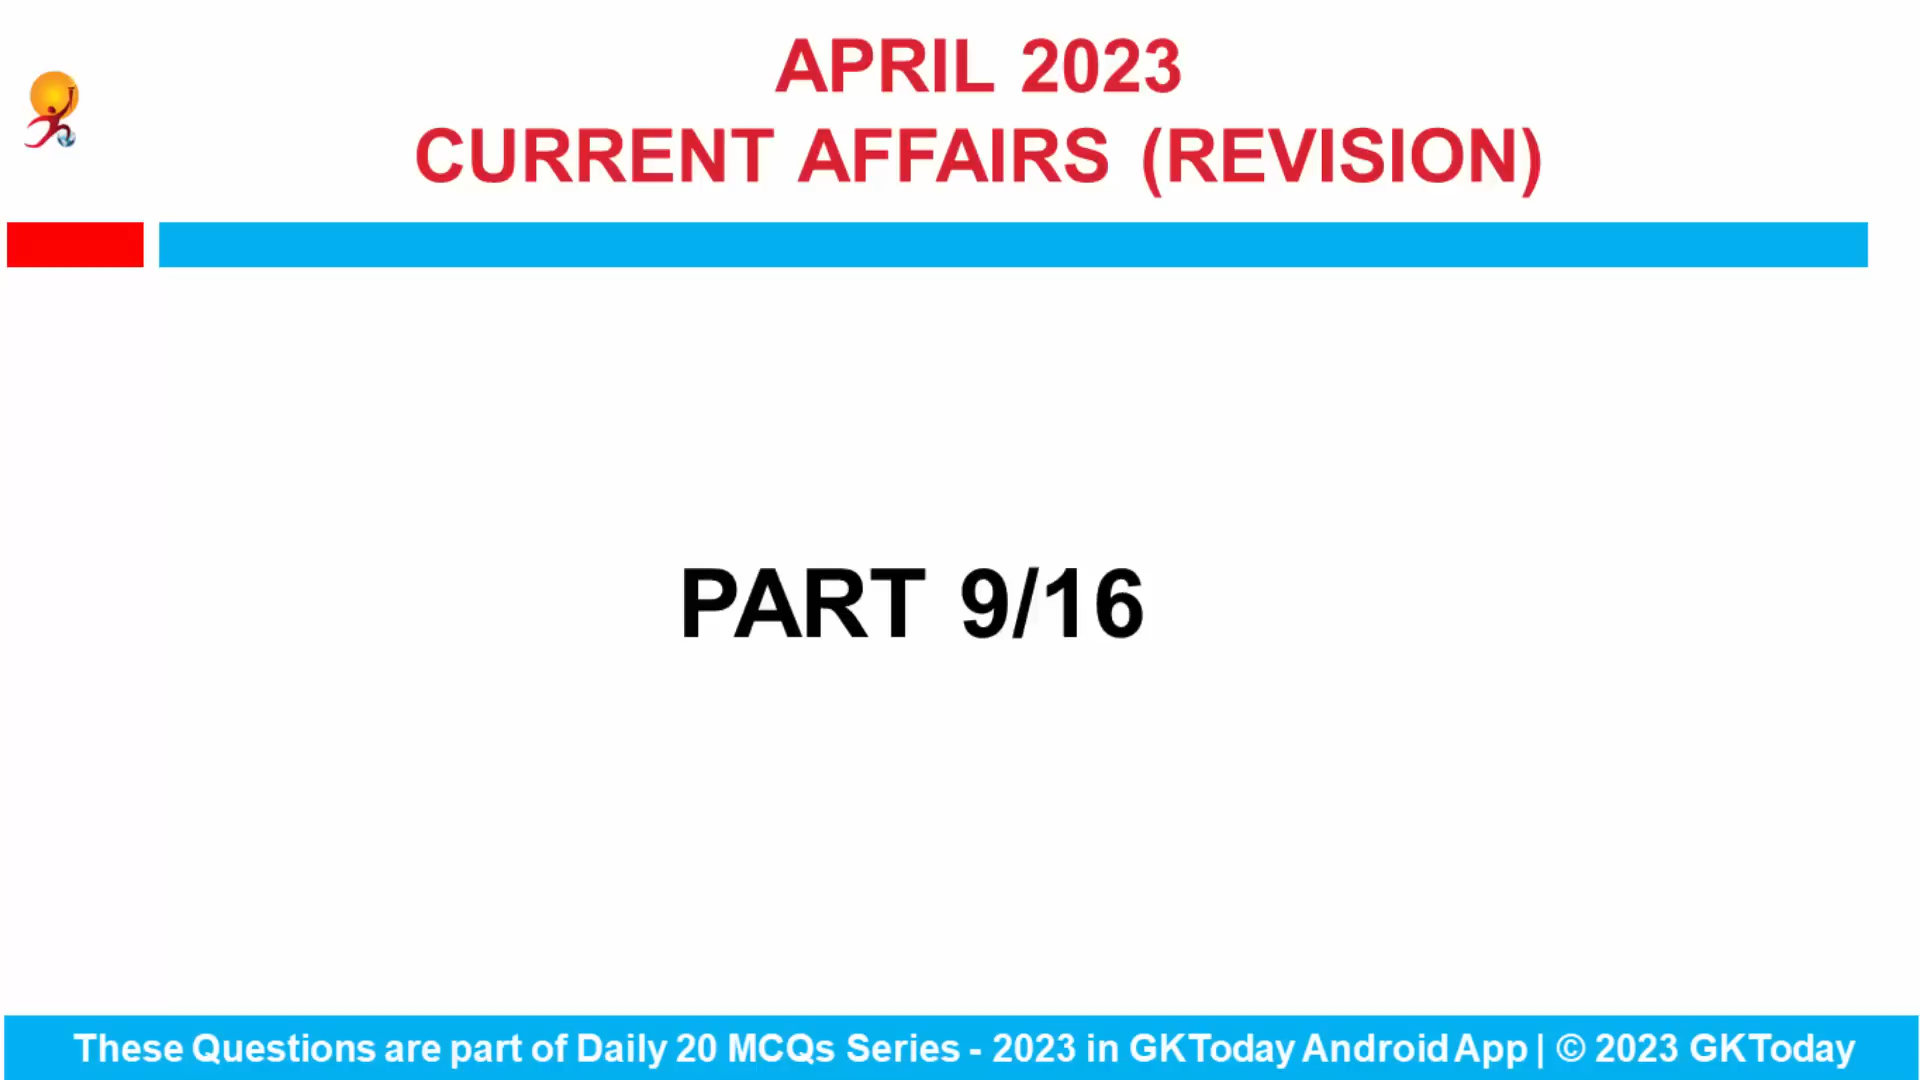 APRIL 2023
CURRENT AFFAIRS (REVISION)
PART 9/16
These Questions are part of Daily 20 MCQs Series - 2023 in GKToday Android App | © 2023 GKToday